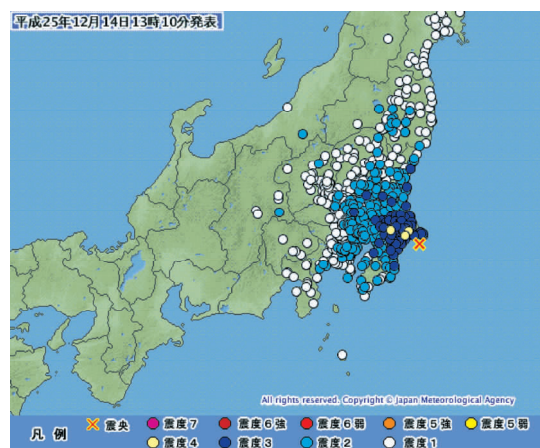 平成25年12月14日13時10分発表
All rights reserved. Copyright © Japan Meteorological Agency
凡例 震央 震度7 震度6強 震度6弱 震度5強 震度5弱
震度4 震度3 震度2 震度1